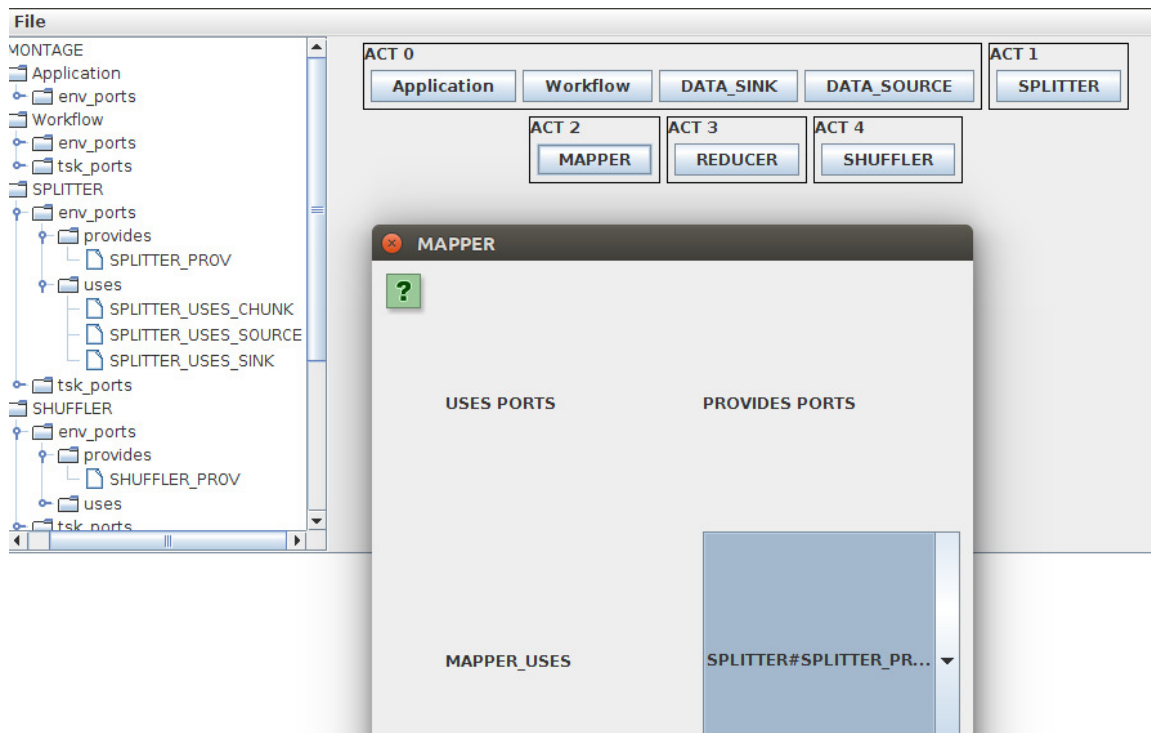 File
MONTAGE
Application
env_ports
Workflow
env_ports
tsk_ports
SPLITTER
env_ports
provides
SPLITTER_PROV
uses
SPLITTER_USES_CHUNK
SPLITTER_USES_SOURCE
SPLITTER_USES_SINK
tsk_ports
SHUFFLER
env_ports
provides
SHUFFLER_PROV
uses
tsk_ports
ACT 0
Application Workflow DATA_SINK DATA_SOURCE
ACT 1
SPLITTER
ACT 2
MAPPER
ACT 3
REDUCER
ACT 4
SHUFFLER
MAPPER
?
USES PORTS PROVIDES PORTS
MAPPER_USES SPLITTER#SPLITTER_PR...